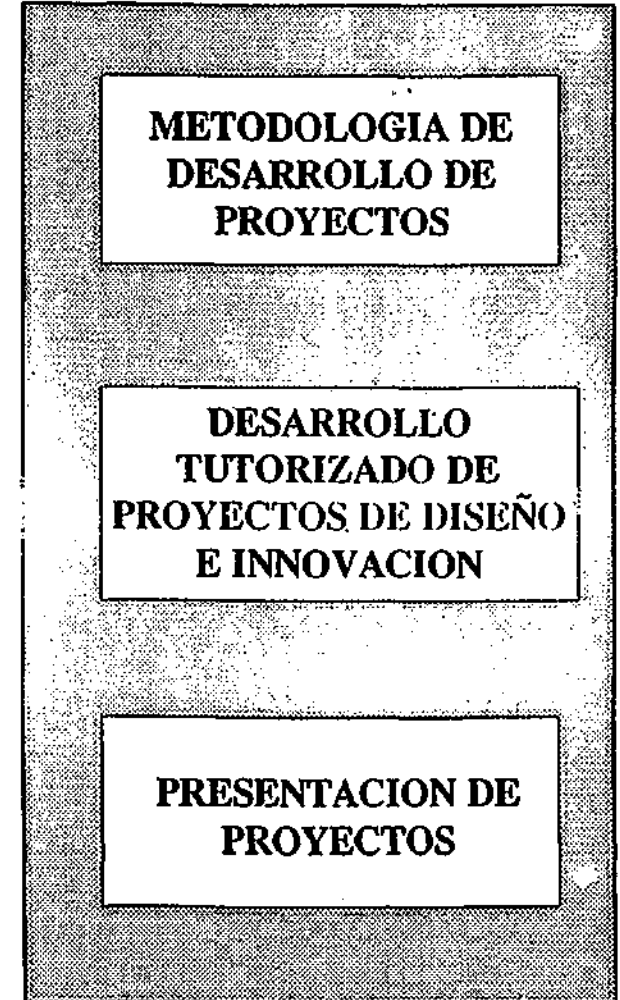 METODOLOGIA DE
DESARROLLO DE
PROYECTOS
DESARROLLO
TUTORIZADO DE
PROYECTOS DE DISEÑO
E INNOVACION
PRESENTACION DE
PROYECTOS